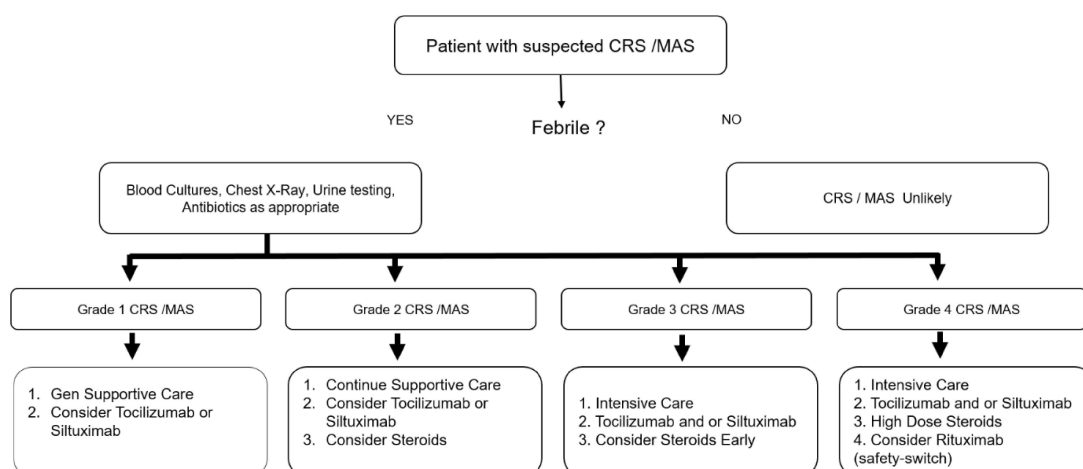 Patient with suspected CRS /MAS
YES
Febrile ?
NO
Blood Cultures, Chest X-Ray, Urine testing,
Antibiotics as appropriate
CRS / MAS Unlikely
Grade 1 CRS /MAS
Grade 2 CRS /MAS
Grade 3 CRS /MAS
Grade 4 CRS /MAS
1. Gen Supportive Care
2. Consider Tocilizumab or
Siltuximab
1. Continue Supportive Care
2. Consider Tocilizumab or
Siltuximab
3. Consider Steroids
1. Intensive Care
2. Tocilizumab and or Siltuximab
3. Consider Steroids Early
1. Intensive Care
2. Tocilizumab and or Siltuximab
3. High Dose Steroids
4. Consider Rituximab
(safety-switch)